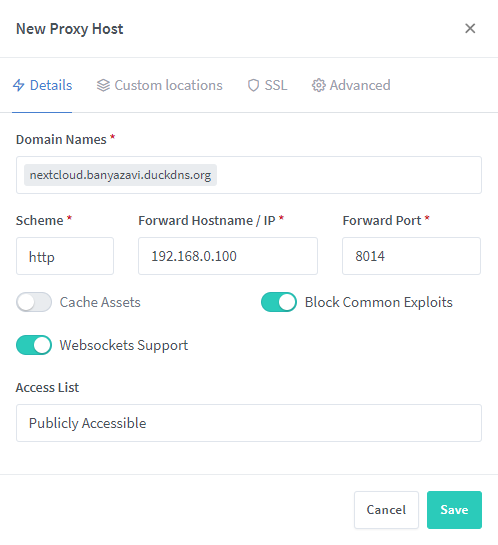 New Proxy Host
Details Custom locations SSL Advanced
Domain Names *
nextcloud.banyazavi.duckdns.org
Scheme * Forward Hostname / IP * Forward Port *
http 192.168.0.100 8014
Cache Assets Block Common Exploits
Websockets Support
Access List
Publicly Accessible
Cancel Save